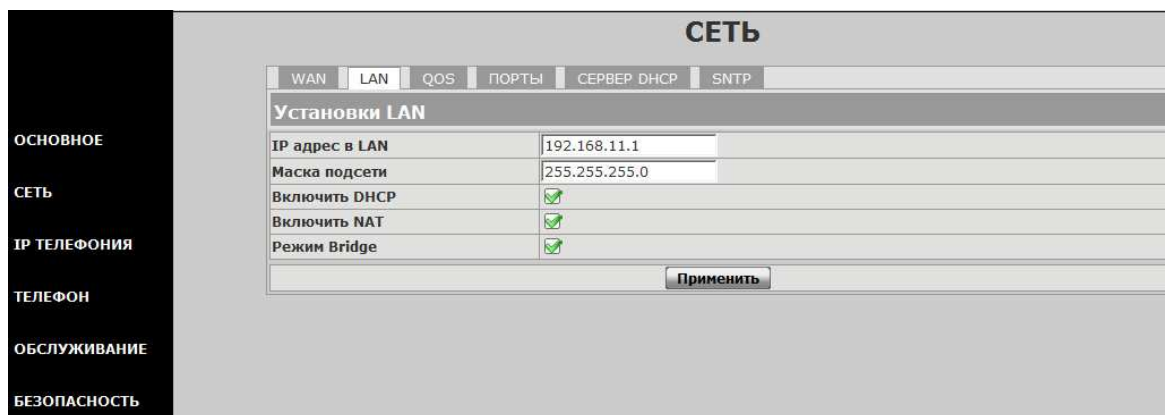 СЕТЬ
WAN LAN QOS ПОРТЫ СЕРВЕР DHCP SNTP
Установки LAN
IP адрес в LAN 192.168.11.1
Маска подсети 255.255.255.0
Включить DHCP
Включить NAT
Режим Bridge
Применить
ОСНОВНОЕ
СЕТЬ
IP ТЕЛЕФОНИЯ
ТЕЛЕФОН
ОБСЛУЖИВАНИЕ
БЕЗОПАСНОСТЬ